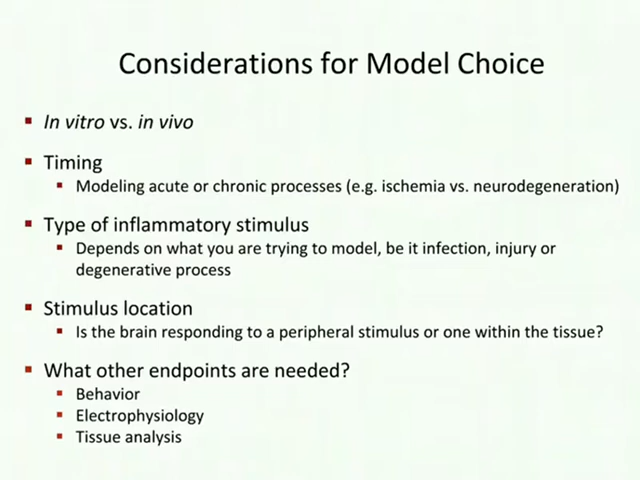 Considerations for Model Choice
In vitro vs. in vivo
Timing
Modeling acute or chronic processes (e.g. ischemia vs. neurodegeneration)
Type of inflammatory stimulus
Depends on what you are trying to model, be it infection, injury or
degenerative process
Stimulus location
Is the brain responding to a peripheral stimulus or one within the tissue?
What other endpoints are needed?
Behavior
Electrophysiology
Tissue analysis